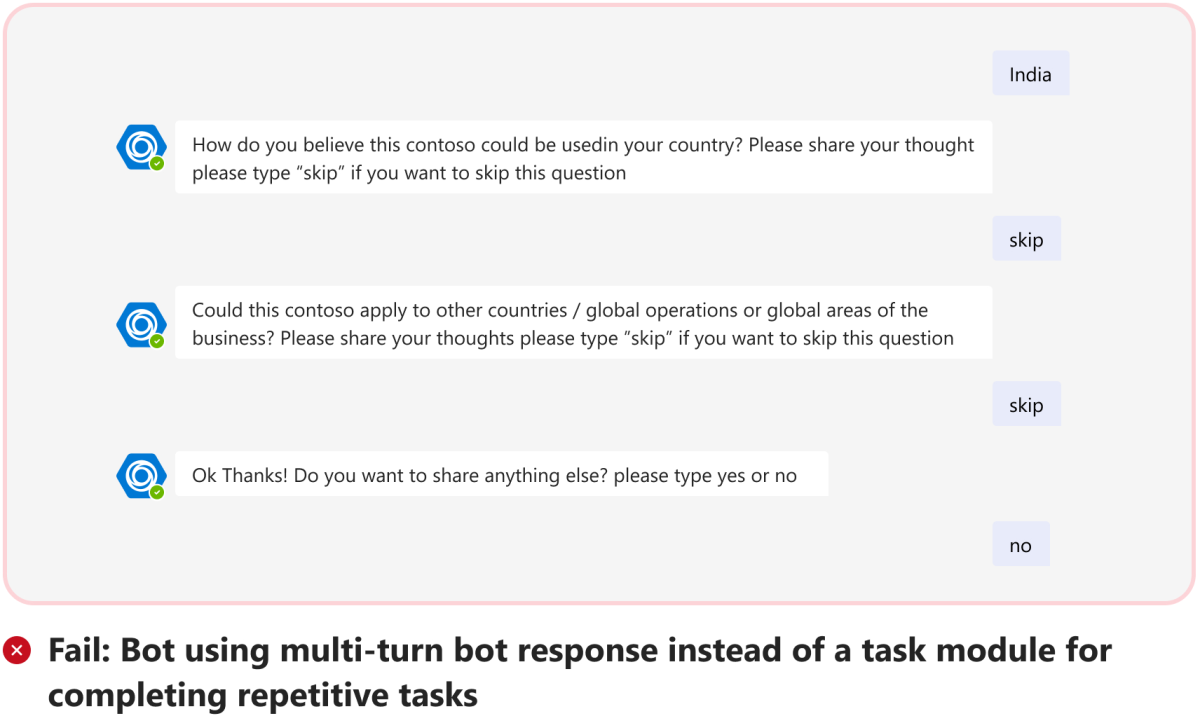 India
How do you believe this contoso could be usedin your country? Please share your thought
please type “skip” if you want to skip this question
skip
Could this contoso apply to other countries / global operations or global areas of the
business? Please share your thoughts please type “skip” if you want to skip this question
skip
Ok Thanks! Do you want to share anything else? please type yes or no
no
Fail: Bot using multi-turn bot response instead of a task module for
completing repetitive tasks